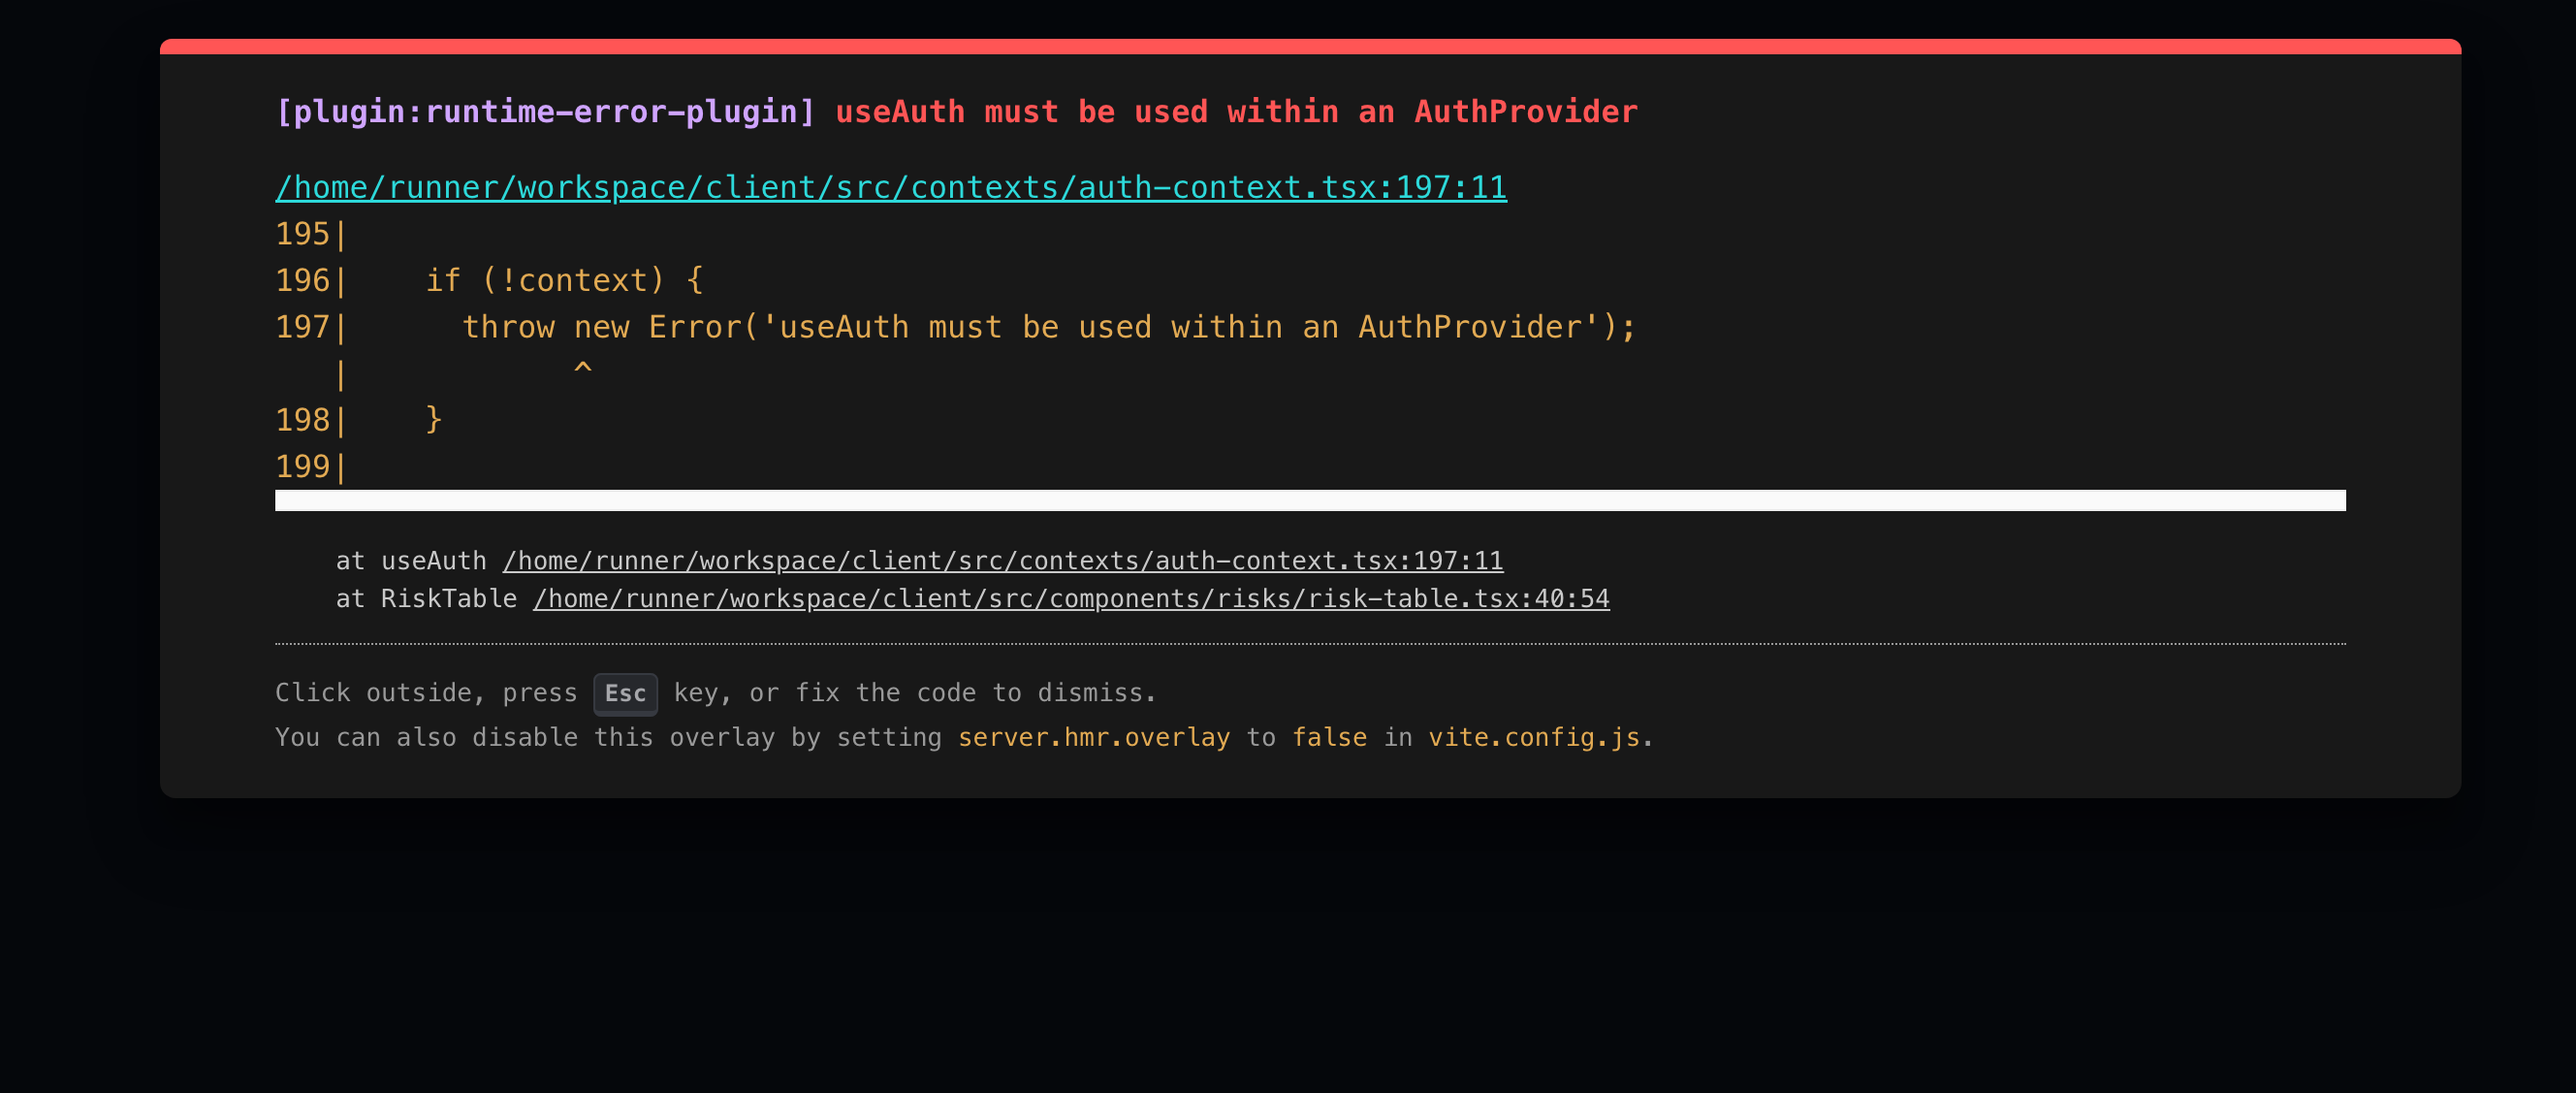 [plugin:runtime-error-plugin] useAuth must be used within an AuthProvider
/home/runner/workspace/client/src/contexts/auth-context.tsx:197:11
195|
196|    if (!context) {
197|      throw new Error('useAuth must be used within an AuthProvider');
   |            ^
198|    }
199|
at useAuth /home/runner/workspace/client/src/contexts/auth-context.tsx:197:11
at RiskTable /home/runner/workspace/client/src/components/risks/risk-table.tsx:40:54
Click outside, press Esc key, or fix the code to dismiss.
You can also disable this overlay by setting server.hmr.overlay to false in vite.config.js.